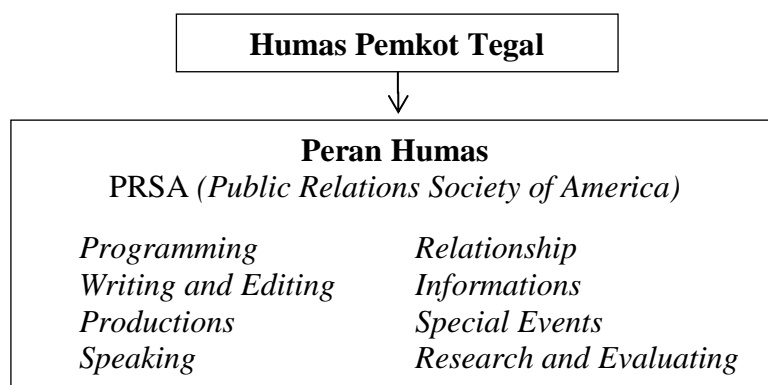 Humas Pemkot Tegal
Peran Humas
PRSA (Public Relations Society of America)
Programming Relationship
Writing and Editing Informations
Productions Special Events
Speaking Research and Evaluating